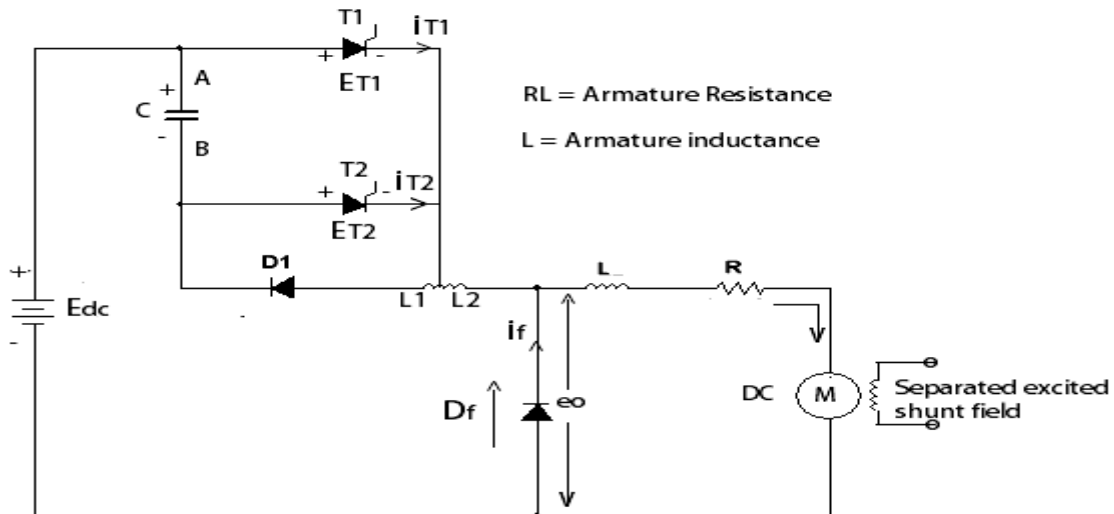 T1
iT1
+
-
ET1
A
+
C
-
B
RL = Armature Resistance
L = Armature inductance
T2
iT2
+
-
ET2
D1
L1
L2
L
R
+
Edc
-
if
Df
eo
DC
M
Separated excited
shunt field